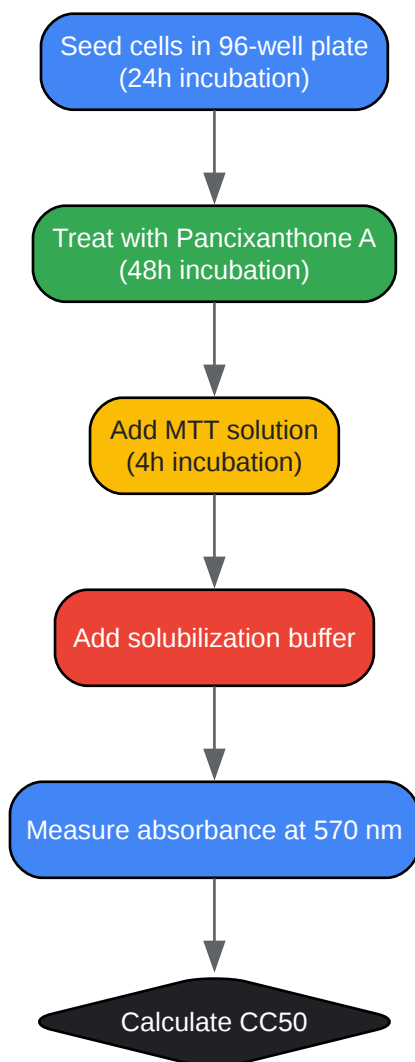 Seed cells in 96-well plate
(24h incubation)
Treat with Pancixanthone A
(48h incubation)
Add MTT solution
(4h incubation)
Add solubilization buffer
Measure absorbance at 570 nm
Calculate CC50